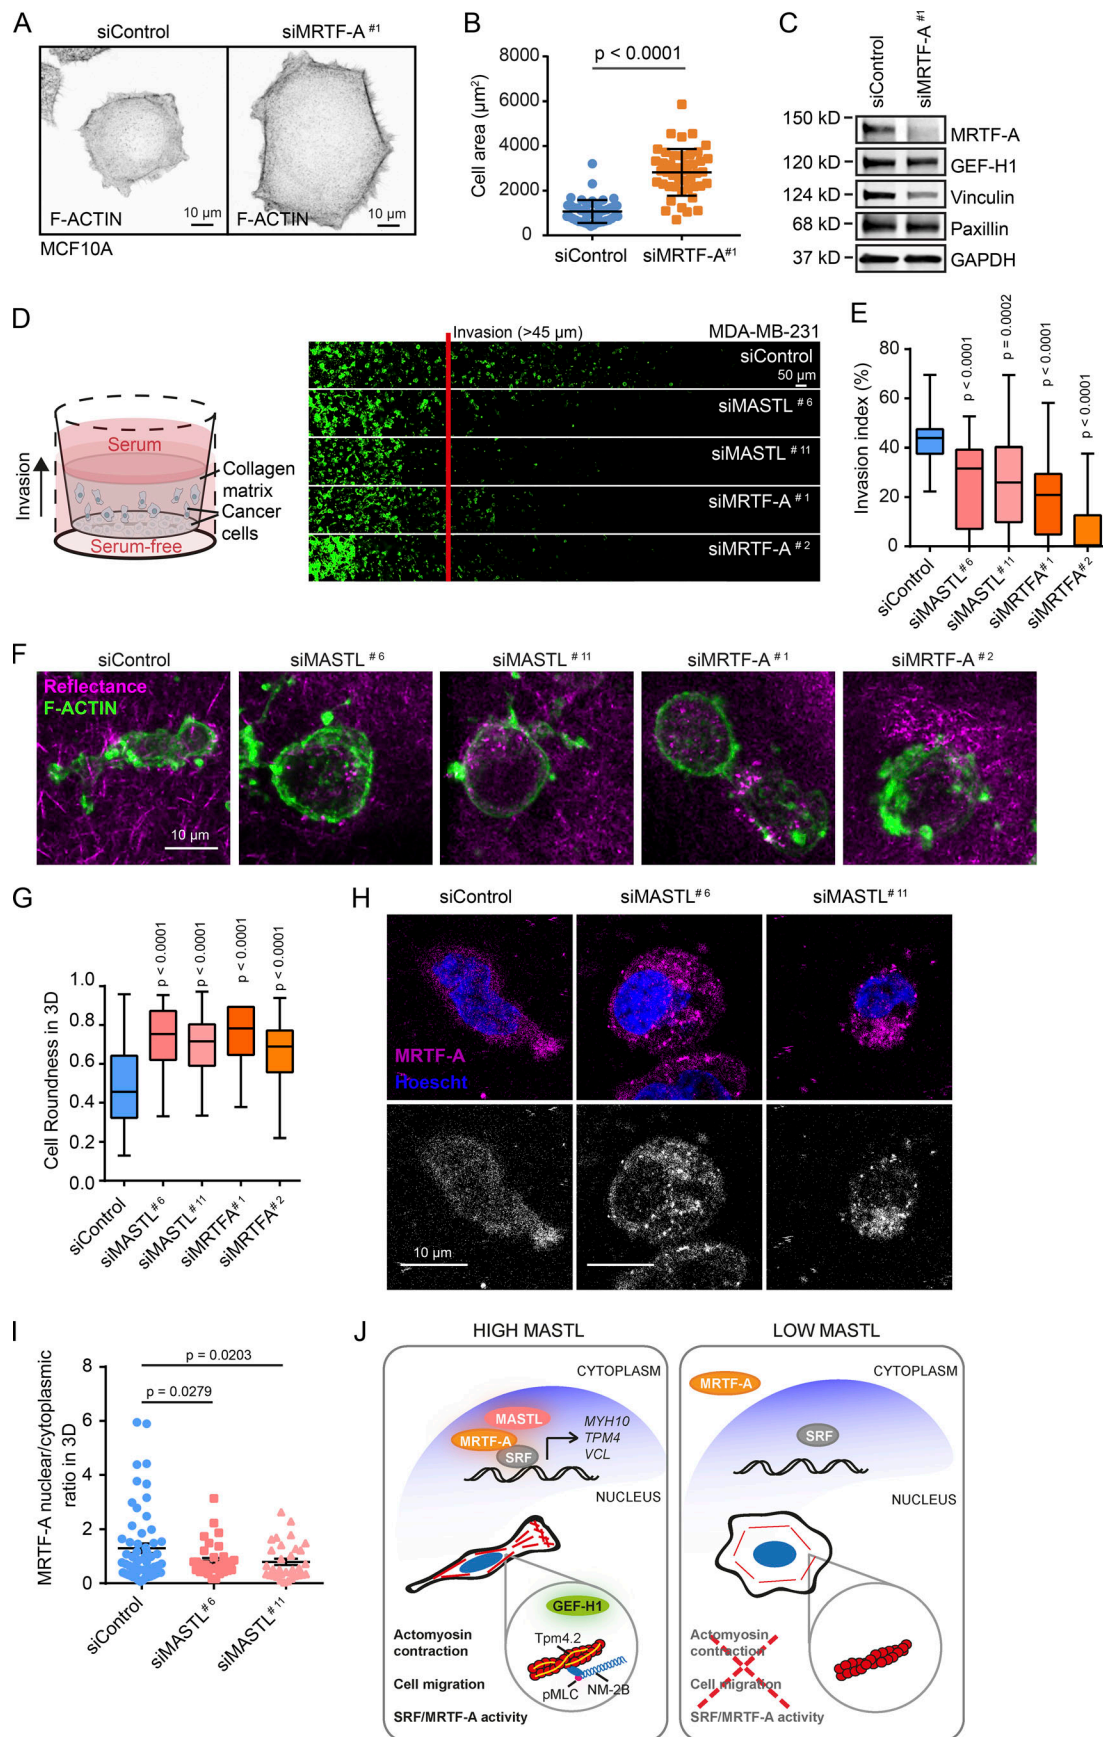 A
siControl
siMRTF-A #1
F-ACTIN
10 µm
F-ACTIN
10 µm
MCF10A
B
p < 0.0001
Cell area (µm2)
8000
6000
4000
2000
0
siControl
siMRTF-A#1
C
siControl
siMRTF-A#1
150 kD
MRTF-A
120 kD
GEF-H1
124 kD
Vinculin
68 kD
Paxillin
37 kD
GAPDH
D
Invasion
Serum
Collagen
matrix
Cancer
cells
Serum-free
Invasion (>45 µm)
MDA-MB-231
siControl
50 µm
siMASTL #6
siMASTL #11
siMRTF-A #1
siMRTF-A #2
E
Invasion index (%)
80
60
40
20
0
p < 0.0001
p = 0.0002
p < 0.0001
p < 0.0001
siControl
siMASTL#6
siMASTL#11
siMRTFA#1
siMRTFA#2
F
siControl
siMASTL #6
siMASTL #11
siMRTF-A #1
siMRTF-A #2
Reflectance
F-ACTIN
10 µm
G
Cell Roundness in 3D
1.0
0.8
0.6
0.4
0.2
0.0
p < 0.0001
p < 0.0001
p < 0.0001
p < 0.0001
siControl
siMASTL#6
siMASTL#11
siMRTFA#1
siMRTFA#2
H
siControl
siMASTL#6
siMASTL#11
MRTF-A
Hoescht
10 µm
I
MRTF-A nuclear/cytoplasmic
ratio in 3D
8
6
4
2
0
p = 0.0203
p = 0.0279
siControl
siMASTL#6
siMASTL#11
J
HIGH MASTL
CYTOPLASM
MASTL
MRTF-A
SRF
MYH10
TPM4
VCL
NUCLEUS
GEF-H1
Tpm4.2
pMLC
NM-2B
Actomyosin
contraction
Cell migration
SRF/MRTF-A activity
LOW MASTL
CYTOPLASM
MRTF-A
SRF
NUCLEUS
Actomyosin
contraction
Cell migration
SRF/MRTF-A activity